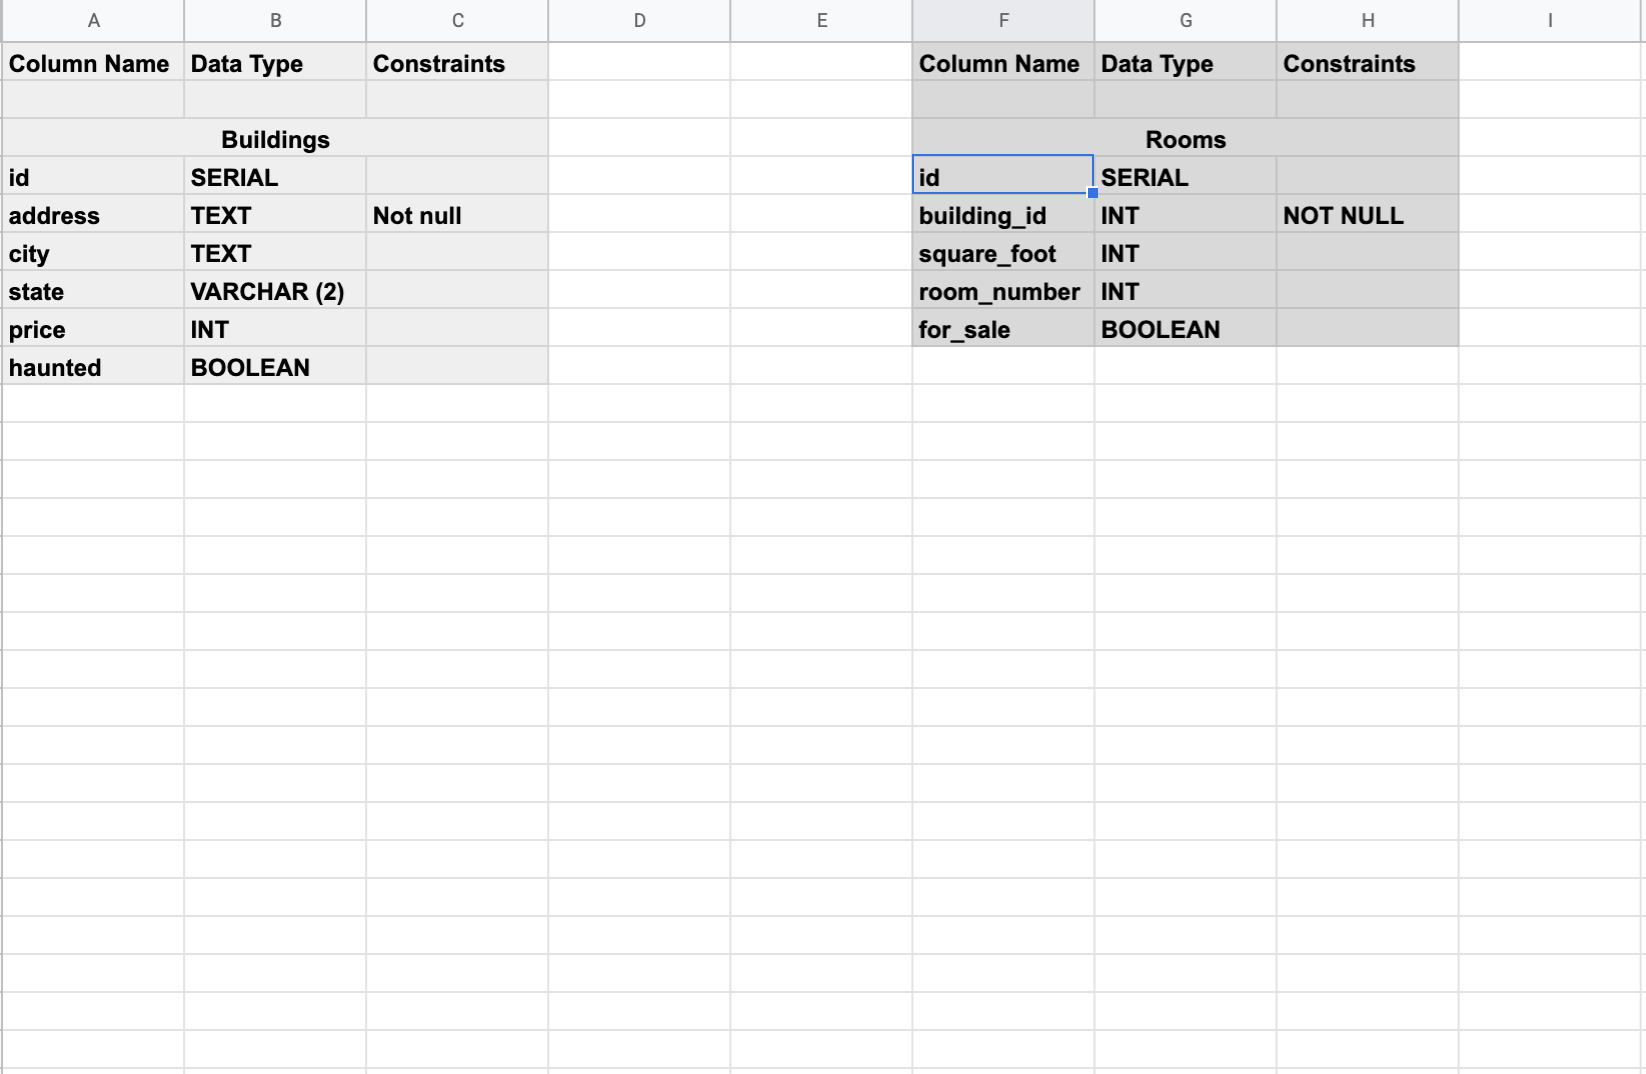 A B C D E F G H I
Column Name Data Type Constraints Column Name Data Type Constraints
Buildings Rooms
id SERIAL id SERIAL
address TEXT Not null building_id INT NOT NULL
city TEXT square_foot INT
state VARCHAR (2) room_number INT
price INT for_sale BOOLEAN
haunted BOOLEAN